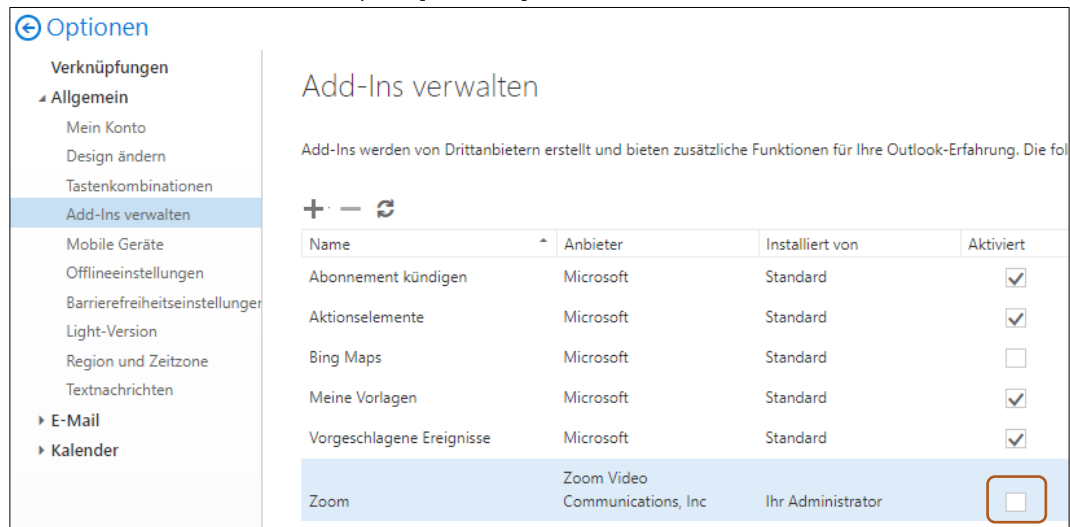 Optionen
Verknüpfungen
Allgemein
Mein Konto
Design ändern
Tastenkombinationen
Add-Ins verwalten
Mobile Geräte
Offlineeinstellungen
Barrierefreiheitseinstellunger
Light-Version
Region und Zeitzone
Textnachrichten
E-Mail
Kalender
Add-Ins verwalten
Add-Ins werden von Drittanbietern erstellt und bieten zusätzliche Funktionen für Ihre Outlook-Erfahrung. Die fol
Name Anbieter Installiert von Aktiviert
Abonnement kündigen Microsoft Standard
Aktionselemente Microsoft Standard
Bing Maps Microsoft Standard
Meine Vorlagen Microsoft Standard
Vorgeschlagene Ereignisse Microsoft Standard
Zoom Video
Zoom Communications, Inc Ihr Administrator